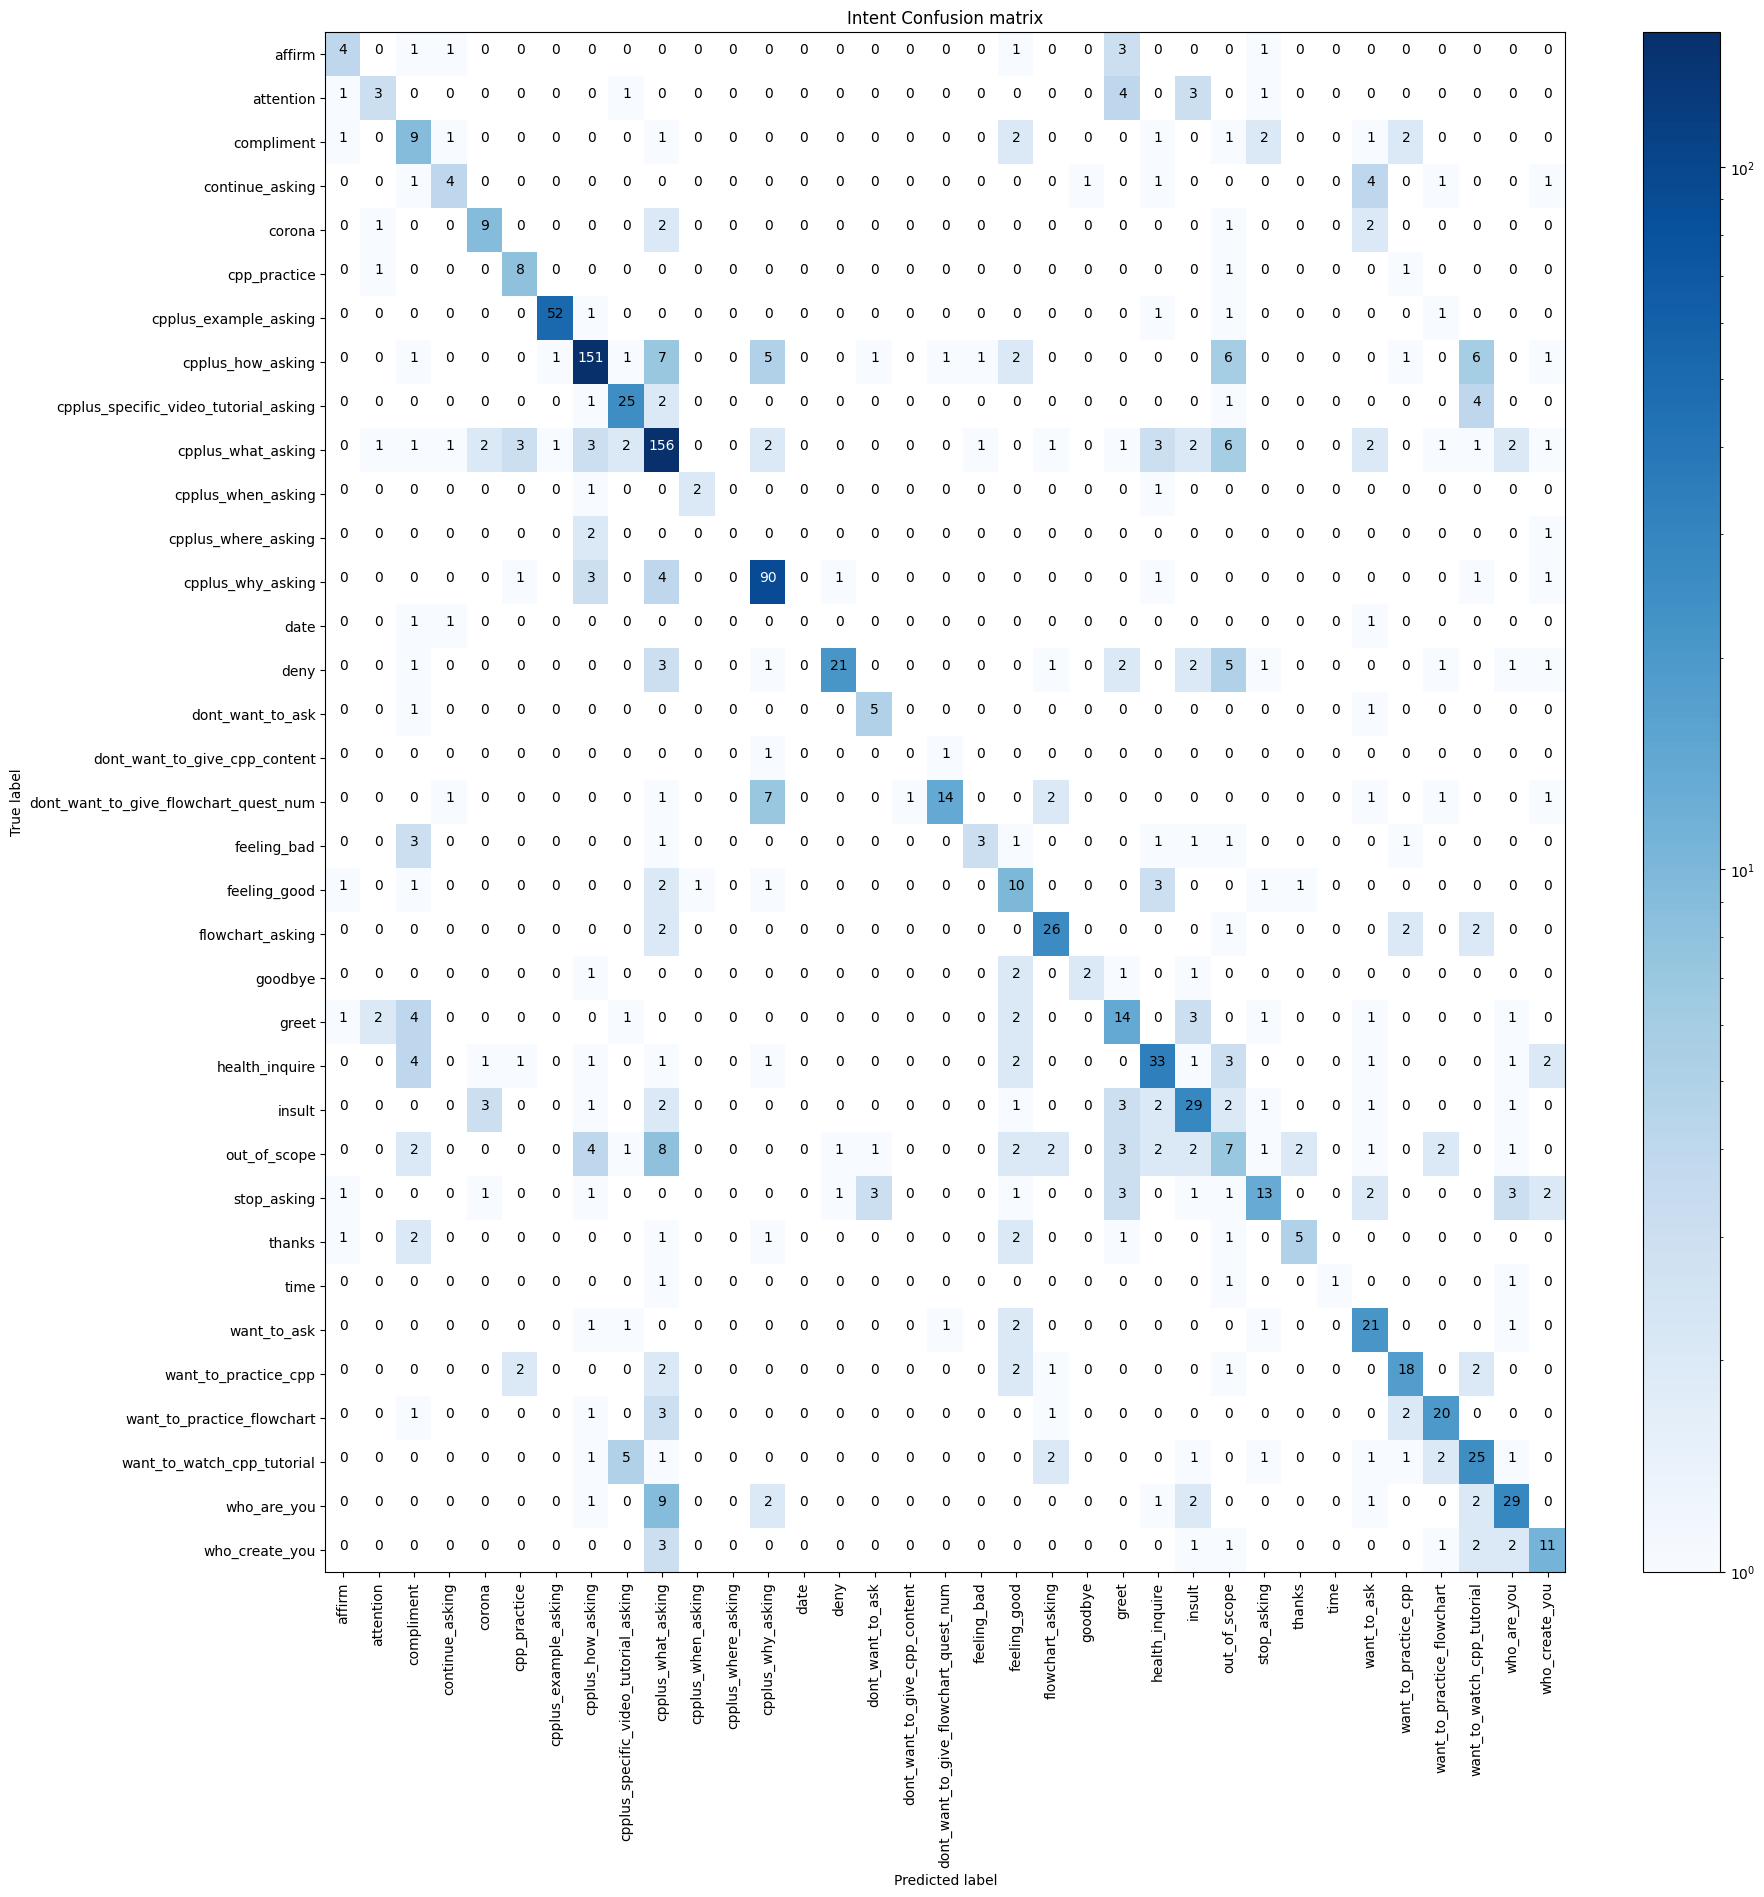 Intent Confusion matrix
affirm 4 0 1 1 0 0 0 0 0 0 0 0 0 0 0 0 0 0 0 1 0 0 3 0 0 0 1 0 0 0 0 0 0 0 0
attention 1 3 0 0 0 0 0 0 1 0 0 0 0 0 0 0 0 0 0 0 0 0 4 0 3 0 1 0 0 0 0 0 0 0 0
compliment 1 0 9 1 0 0 0 0 0 1 0 0 0 0 0 0 0 0 0 2 0 0 0 1 0 1 2 0 0 1 2 0 0 0 0
continue_asking 0 0 1 4 0 0 0 0 0 0 0 0 0 0 0 0 0 0 0 0 0 1 0 1 0 0 0 0 0 4 0 1 0 0 1
corona 0 1 0 0 9 0 0 0 0 2 0 0 0 0 0 0 0 0 0 0 0 0 0 0 0 1 0 0 0 2 0 0 0 0 0
cpp_practice 0 1 0 0 0 8 0 0 0 0 0 0 0 0 0 0 0 0 0 0 0 0 0 0 0 1 0 0 0 0 1 0 0 0 0
cpplus_example_asking 0 0 0 0 0 0 52 1 0 0 0 0 0 0 0 0 0 0 0 0 0 0 0 1 0 1 0 0 0 0 0 1 0 0 0
cpplus_how_asking 0 0 1 0 0 0 1 151 1 7 0 0 5 0 0 1 0 1 1 2 0 0 0 0 0 6 0 0 0 0 1 0 6 0 1
cpplus_specific_video_tutorial_asking 0 0 0 0 0 0 0 1 25 2 0 0 0 0 0 0 0 0 0 0 0 0 0 0 0 1 0 0 0 0 0 0 4 0 0
cpplus_what_asking 0 1 1 1 2 3 1 3 2 156 0 0 2 0 0 0 0 0 1 0 1 0 1 3 2 6 0 0 0 2 0 1 1 2 1
cpplus_when_asking 0 0 0 0 0 0 0 1 0 0 2 0 0 0 0 0 0 0 0 0 0 0 0 1 0 0 0 0 0 0 0 0 0 0 0
cpplus_where_asking 0 0 0 0 0 0 0 2 0 0 0 0 0 0 0 0 0 0 0 0 0 0 0 0 0 0 0 0 0 0 0 0 0 0 1
cpplus_why_asking 0 0 0 0 0 1 0 3 0 4 0 0 90 0 1 0 0 0 0 0 0 0 0 1 0 0 0 0 0 0 0 0 1 0 1
date 0 0 1 1 0 0 0 0 0 0 0 0 0 0 0 0 0 0 0 0 0 0 0 0 0 0 0 0 0 1 0 0 0 0 0
deny 0 0 1 0 0 0 0 0 0 3 0 0 1 0 21 0 0 0 0 0 1 0 2 0 2 5 1 0 0 0 0 1 0 1 1
dont_want_to_ask 0 0 1 0 0 0 0 0 0 0 0 0 0 0 0 5 0 0 0 0 0 0 0 0 0 0 0 0 0 1 0 0 0 0 0
dont_want_to_give_cpp_content 0 0 0 0 0 0 0 0 0 0 0 0 1 0 0 0 0 1 0 0 0 0 0 0 0 0 0 0 0 0 0 0 0 0 0
dont_want_to_give_flowchart_quest_num 0 0 0 1 0 0 0 0 0 1 0 0 7 0 0 0 1 14 0 0 2 0 0 0 0 0 0 0 0 1 0 1 0 0 1
feeling_bad 0 0 3 0 0 0 0 0 0 1 0 0 0 0 0 0 0 0 3 1 0 0 0 1 1 1 0 0 0 0 1 0 0 0 0
feeling_good 1 0 1 0 0 0 0 0 0 2 1 0 1 0 0 0 0 0 0 10 0 0 0 3 0 0 1 1 0 0 0 0 0 0 0
flowchart_asking 0 0 0 0 0 0 0 0 0 2 0 0 0 0 0 0 0 0 0 0 26 0 0 0 0 1 0 0 0 0 2 0 2 0 0
goodbye 0 0 0 0 0 0 0 1 0 0 0 0 0 0 0 0 0 0 0 2 0 2 1 0 1 0 0 0 0 0 0 0 0 0 0
greet 1 2 4 0 0 0 0 0 1 0 0 0 0 0 0 0 0 0 0 2 0 0 14 0 3 0 1 0 0 1 0 0 0 1 0
health_inquire 0 0 4 0 1 1 0 1 0 1 0 0 1 0 0 0 0 0 0 2 0 0 0 33 1 3 0 0 0 1 0 0 0 1 2
insult 0 0 0 0 3 0 0 1 0 2 0 0 0 0 0 0 0 0 0 1 0 0 3 2 29 2 1 0 0 1 0 0 0 1 0
out_of_scope 0 0 2 0 0 0 0 4 1 8 0 0 0 0 1 1 0 0 0 2 2 0 3 2 2 7 1 2 0 1 0 2 0 1 0
stop_asking 1 0 0 0 1 0 0 1 0 0 0 0 0 0 1 3 0 0 0 1 0 0 3 0 1 1 13 0 0 2 0 0 0 3 2
thanks 1 0 2 0 0 0 0 0 0 1 0 0 1 0 0 0 0 0 0 2 0 0 1 0 0 1 0 5 0 0 0 0 0 0 0
time 0 0 0 0 0 0 0 0 0 1 0 0 0 0 0 0 0 0 0 0 0 0 0 0 0 1 0 0 1 0 0 0 0 1 0
want_to_ask 0 0 0 0 0 0 0 1 1 0 0 0 0 0 0 0 0 1 0 2 0 0 0 0 0 0 1 0 0 21 0 0 0 1 0
want_to_practice_cpp 0 0 0 0 0 2 0 0 0 2 0 0 0 0 0 0 0 0 0 2 1 0 0 0 0 1 0 0 0 0 18 0 2 0 0
want_to_practice_flowchart 0 0 1 0 0 0 0 1 0 3 0 0 0 0 0 0 0 0 0 0 1 0 0 0 0 0 0 0 0 0 2 20 0 0 0
want_to_watch_cpp_tutorial 0 0 0 0 0 0 0 1 5 1 0 0 0 0 0 0 0 0 0 0 2 0 0 0 1 0 1 0 0 1 1 2 25 1 0
who_are_you 0 0 0 0 0 0 0 1 0 9 0 0 2 0 0 0 0 0 0 0 0 0 0 1 2 0 0 0 0 1 0 0 2 29 0
who_create_you 0 0 0 0 0 0 0 0 0 3 0 0 0 0 0 0 0 0 0 0 0 0 0 0 1 1 0 0 0 0 0 1 2 2 11
True label
affirm
attention
compliment
continue_asking
corona
cpp_practice
cpplus_example_asking
cpplus_how_asking
cpplus_specific_video_tutorial_asking
cpplus_what_asking
cpplus_when_asking
cpplus_where_asking
cpplus_why_asking
date
deny
dont_want_to_ask
dont_want_to_give_cpp_content
dont_want_to_give_flowchart_quest_num
feeling_bad
feeling_good
flowchart_asking
goodbye
greet
health_inquire
insult
out_of_scope
stop_asking
thanks
time
want_to_ask
want_to_practice_cpp
want_to_practice_flowchart
want_to_watch_cpp_tutorial
who_are_you
who_create_you
Predicted label
10²
10¹
10⁰